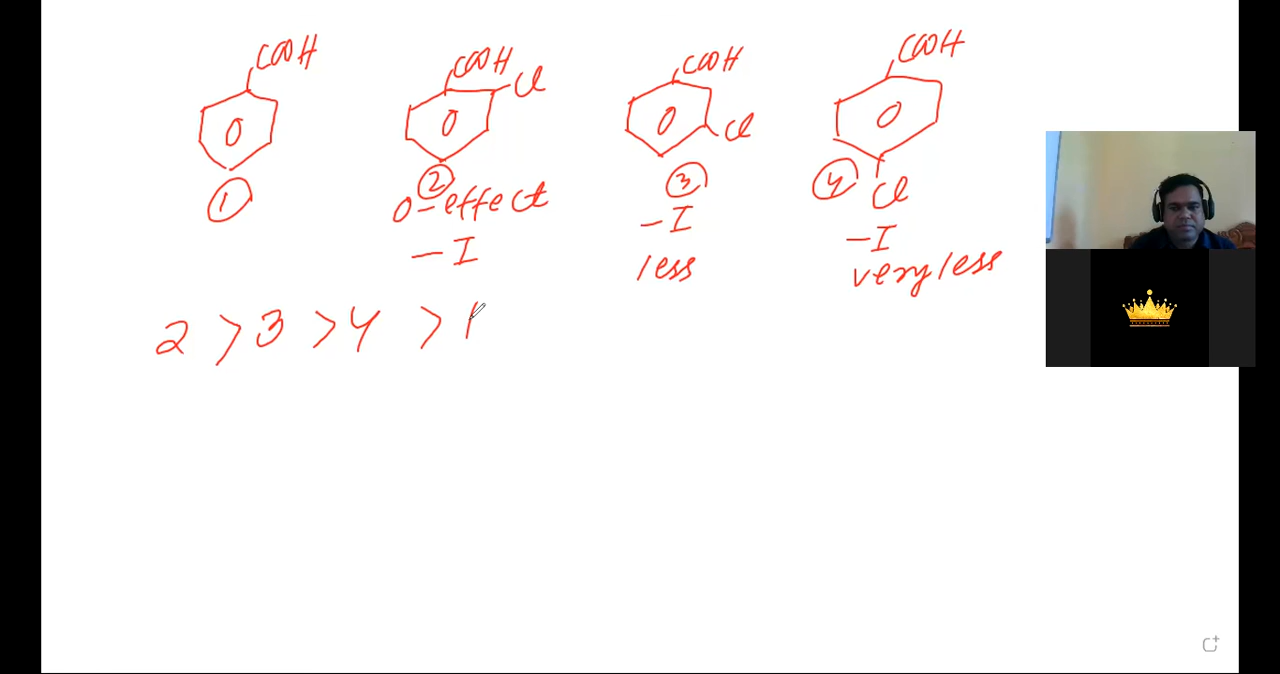 COOH COOH COOH COOH
Cl
Cl
① ② ③ ④ Cl
O-effect -I -I
-I less very less
2 > 3 > 4 > 1